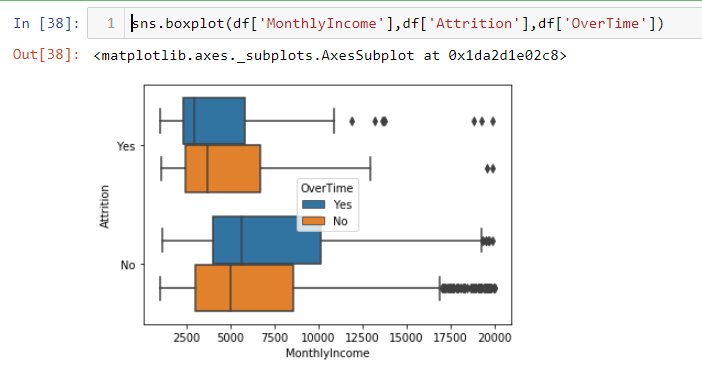 In [38]: 1 sns.boxplot(df['MonthlyIncome'],df['Attrition'],df['OverTime'])
Out[38]: <matplotlib.axes._subplots.AxesSubplot at 0x1da2d1e02c8>
Yes
OverTime
Yes
No
Attrition
No
2500 5000 7500 10000 12500 15000 17500 20000
MonthlyIncome